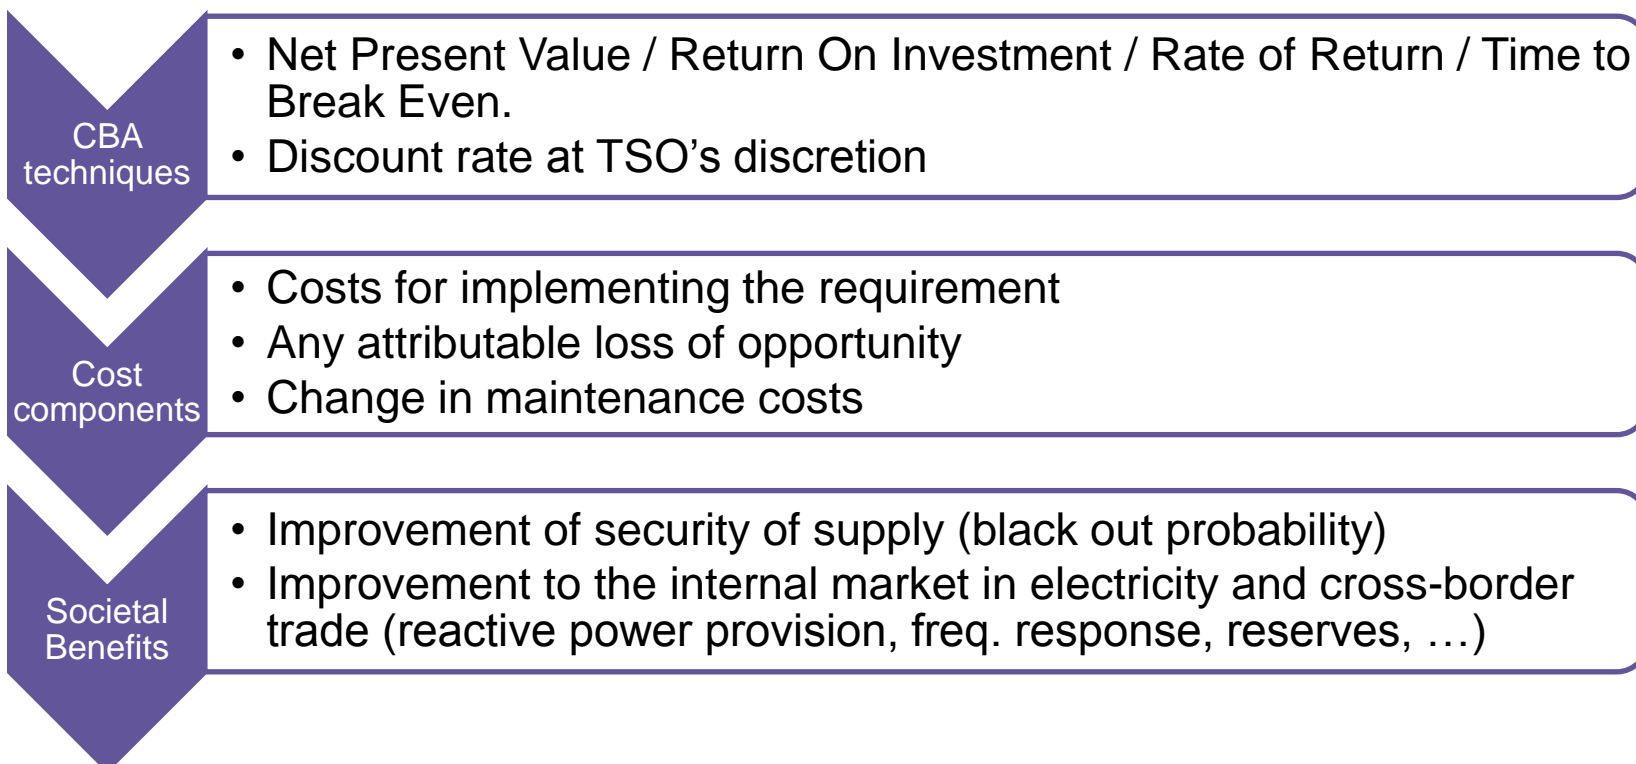 CBA
techniques
• Net Present Value / Return On Investment / Rate of Return / Time to
Break Even.
• Discount rate at TSO’s discretion
Cost
components
• Costs for implementing the requirement
• Any attributable loss of opportunity
• Change in maintenance costs
Societal
Benefits
• Improvement of security of supply (black out probability)
• Improvement to the internal market in electricity and cross-border
trade (reactive power provision, freq. response, reserves, …)